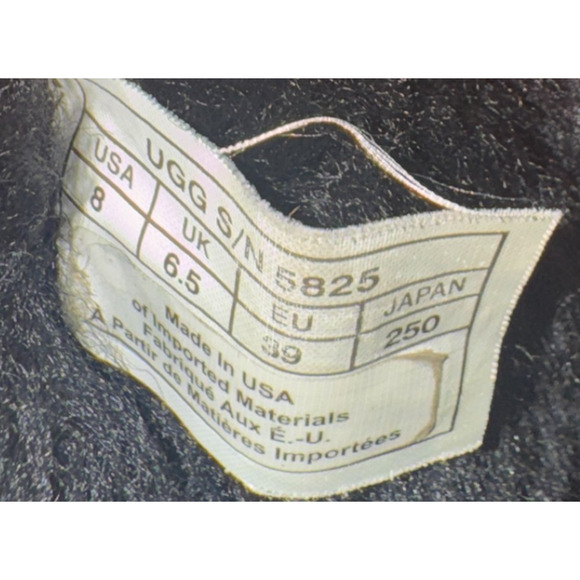 UGG S/N 5825
USA UK EU JAPAN
8 6.5 39 250
Made In USA
of Imported Materials
Fabriqué Aux É.-U.
À Partir de Matières Importées